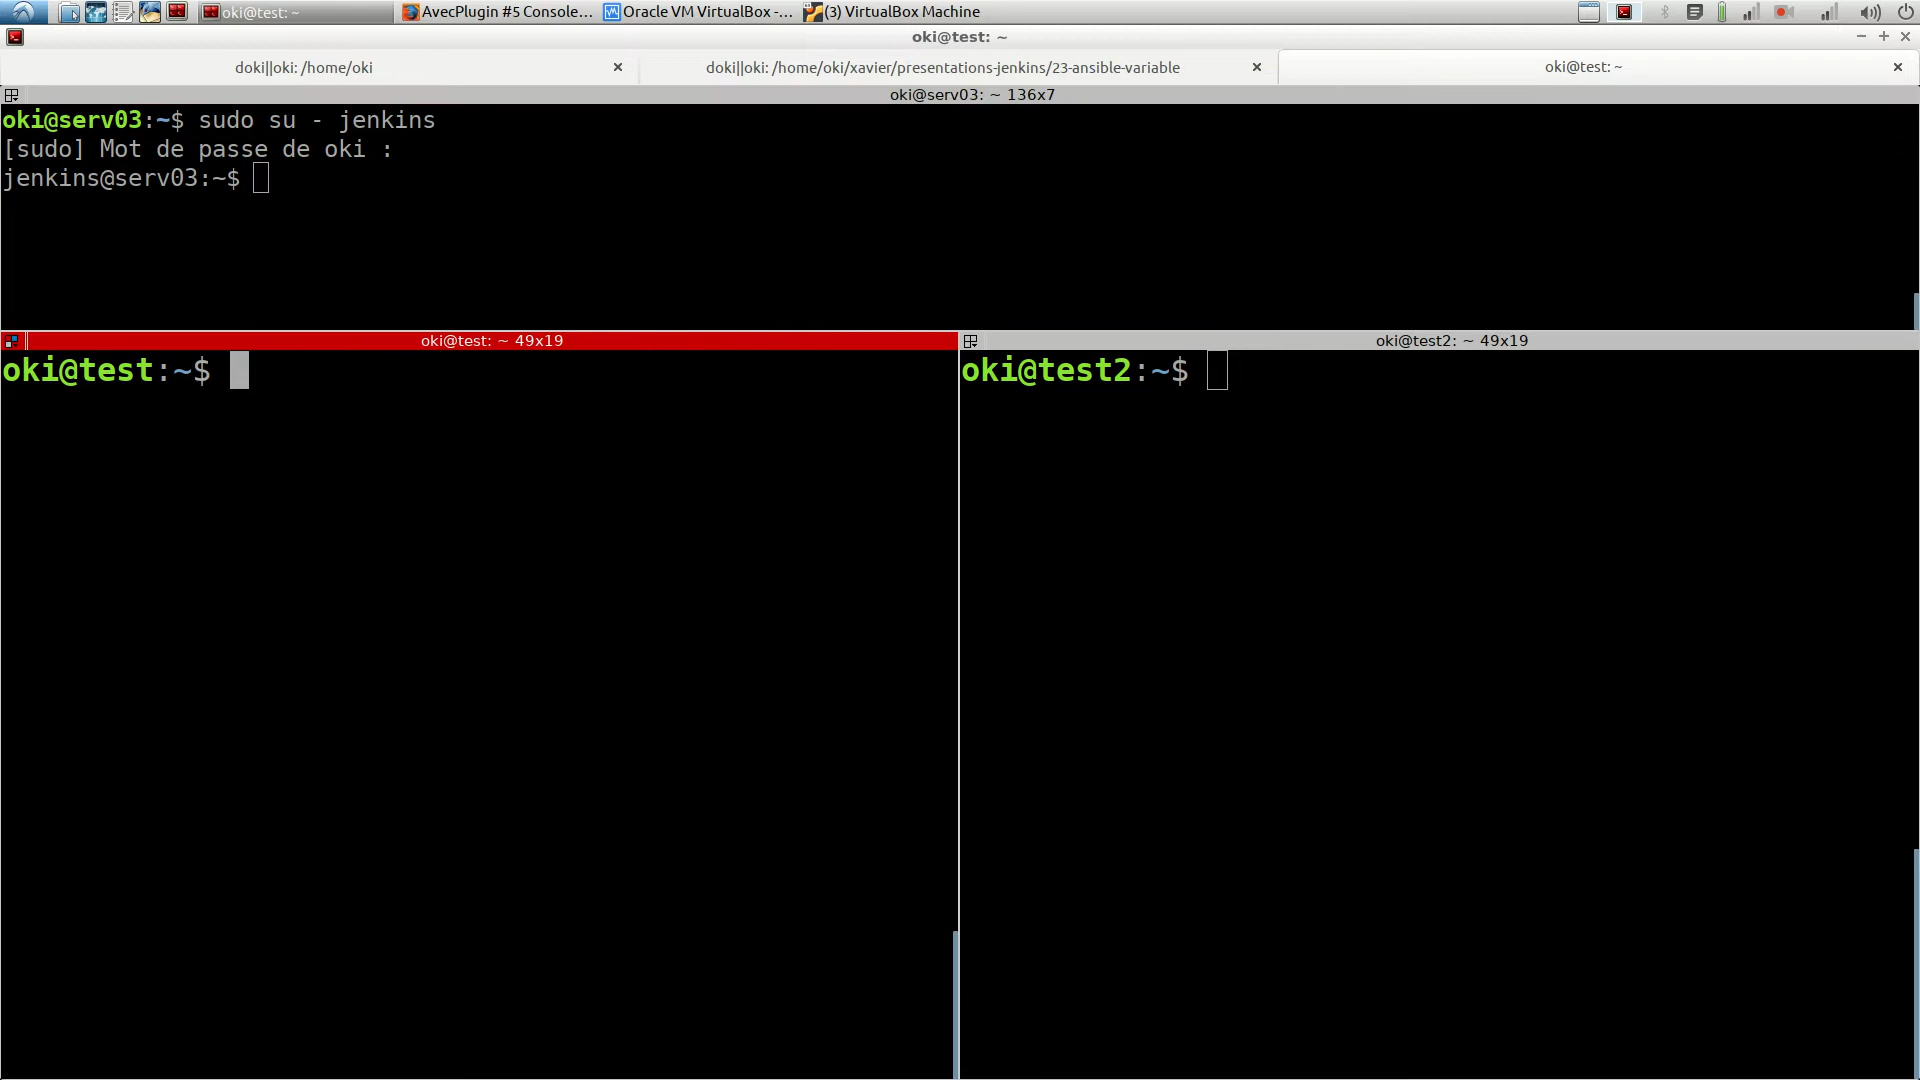 oki@test: ~
AvecPlugin #5 Console...
Oracle VM VirtualBox -...
(3) VirtualBox Machine
oki@test: ~
doki||oki: /home/oki
doki||oki: /home/oki/xavier/presentations-jenkins/23-ansible-variable
oki@test: ~
oki@serv03: ~ 136x7
oki@serv03:~$ sudo su - jenkins
[sudo] Mot de passe de oki :
jenkins@serv03:~$
oki@test: ~ 49x19
oki@test:~$
oki@test2: ~ 49x19
oki@test2:~$